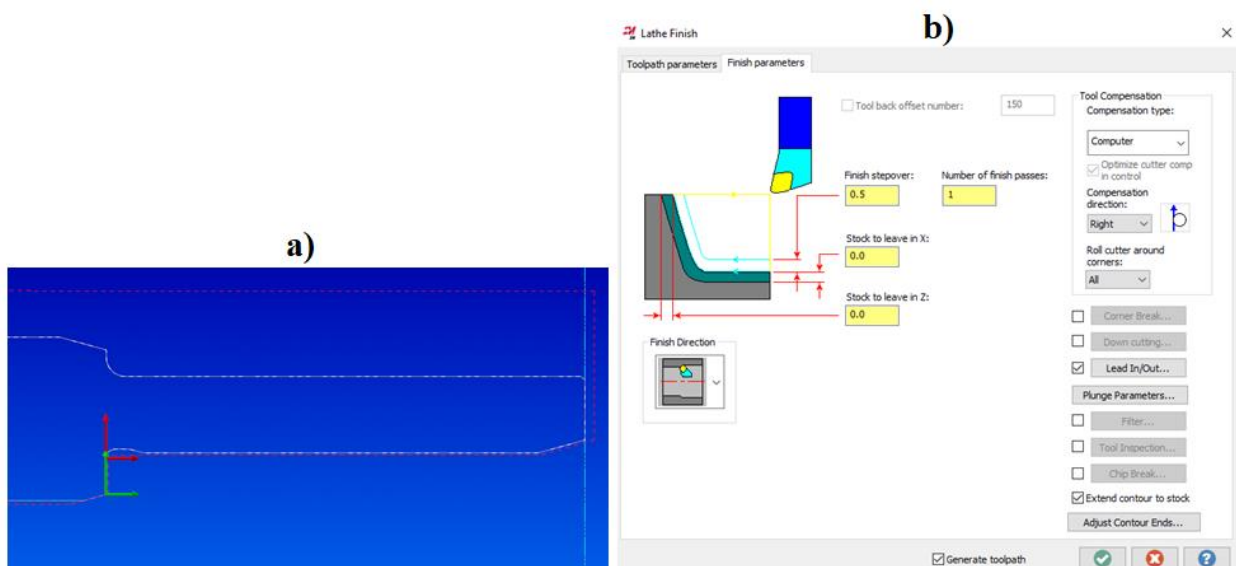 a)
b)
Lathe Finish
Toolpath parameters
Finish parameters
Tool back offset number:
150
Finish stepover:
0.5
Number of finish passes:
1
Stock to leave in X:
0.0
Stock to leave in Z:
0.0
Finish Direction
Tool Compensation
Compensation type:
Computer
Optimize cutter comp
in control
Compensation
direction:
Right
Roll cutter around
corners:
All
Corner Break...
Down cutting...
Lead In/Out...
Plunge Parameters...
Filter...
Tool Inspection...
Chip Break...
Extend contour to stock
Adjust Contour Ends...
Generate toolpath